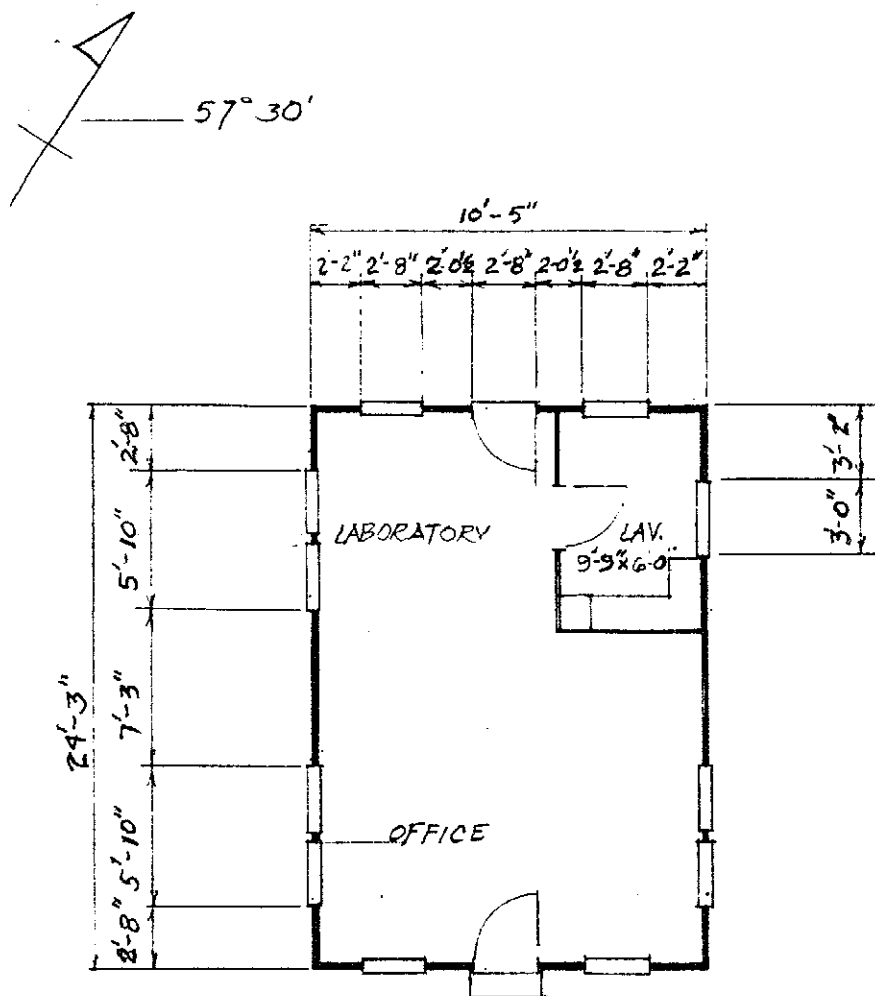 57° 30'
10'-5"
2'-2" 2'-8" 2'-0½ 2'-8" 2-0½ 2'-8" 2'-2"
2'-8"
3'-2"
5'-10"
3'-0"
LABORATORY
LAV.
9'-9" x 6'-0"
7'-3"
24'-3"
5'-10"
OFFICE
2'-8"